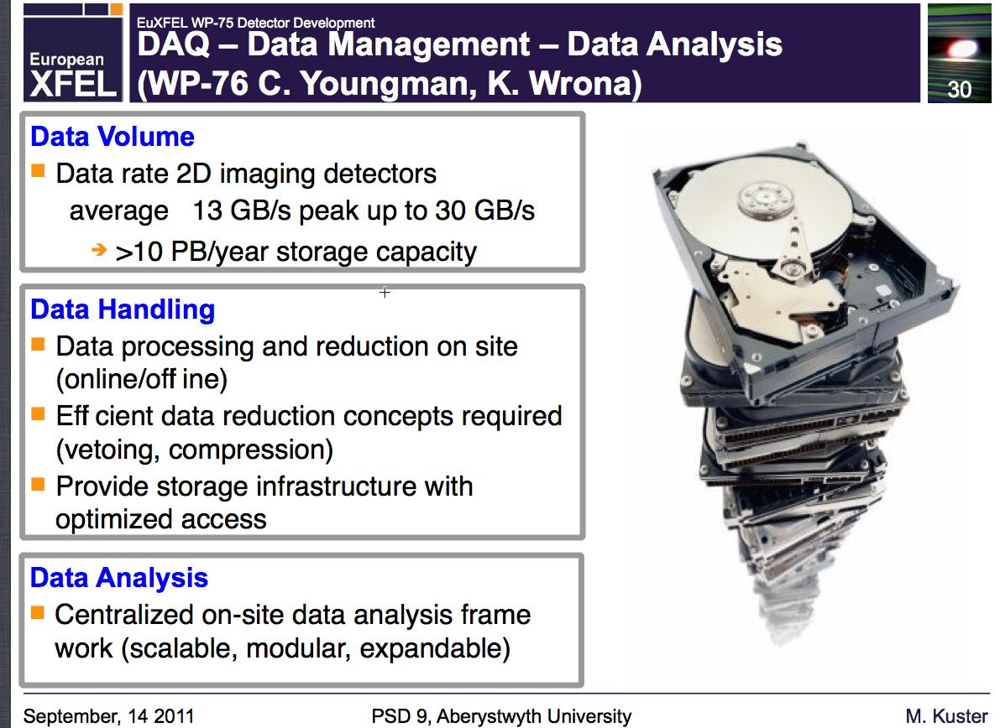 EuXFEL WP-75 Detector Development
DAQ – Data Management – Data Analysis
(WP-76 C. Youngman, K. Wrona)
European
XFEL
30
Data Volume
Data rate 2D imaging detectors
average 13 GB/s peak up to 30 GB/s
➔ >10 PB/year storage capacity
Data Handling
Data processing and reduction on site
(online/off ine)
Eff cient data reduction concepts required
(vetoing, compression)
Provide storage infrastructure with
optimized access
Data Analysis
Centralized on-site data analysis frame
work (scalable, modular, expandable)
September, 14 2011
PSD 9, Aberystwyth University
M. Kuster